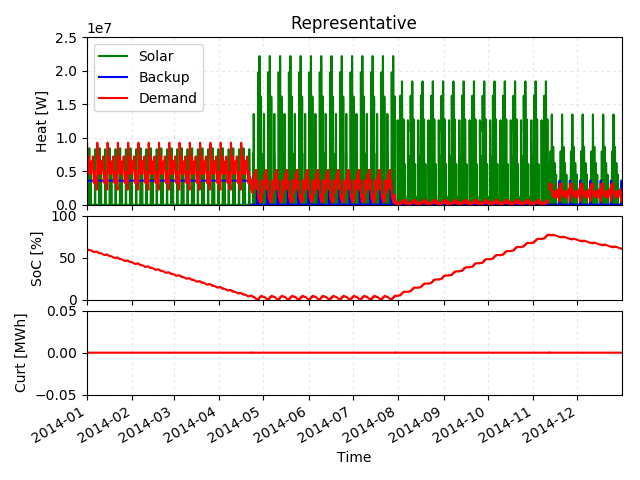 Representative
1e7
2.5
2.0
1.5
1.0
0.5
0.0
Heat [W]
Solar
Backup
Demand
100
50
0
SoC [%]
0.05
0.00
−0.05
Curt [MWh]
2014-01
2014-02
2014-03
2014-04
2014-05
2014-06
2014-07
2014-08
2014-09
2014-10
2014-11
2014-12
Time